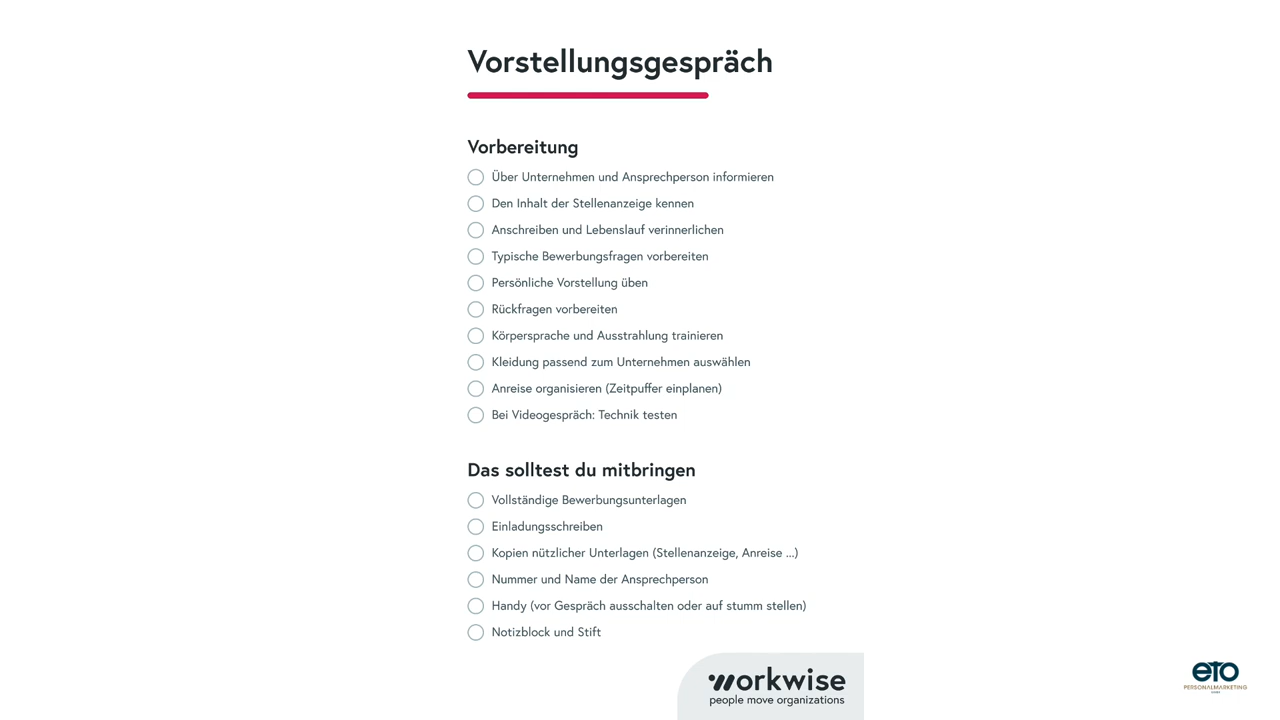 Vorstellungsgespräch
Vorbereitung
Über Unternehmen und Ansprechperson informieren
Den Inhalt der Stellenanzeige kennen
Anschreiben und Lebenslauf verinnerlichen
Typische Bewerbungsfragen vorbereiten
Persönliche Vorstellung üben
Rückfragen vorbereiten
Körpersprache und Ausstrahlung trainieren
Kleidung passend zum Unternehmen auswählen
Anreise organisieren (Zeitpuffer einplanen)
Bei Videogespräch: Technik testen
Das solltest du mitbringen
Vollständige Bewerbungsunterlagen
Einladungsschreiben
Kopien nützlicher Unterlagen (Stellenanzeige, Anreise ...)
Nummer und Name der Ansprechperson
Handy (vor Gespräch ausschalten oder auf stumm stellen)
Notizblock und Stift
workwise
people move organizations
eTO
PERSONALMARKETING